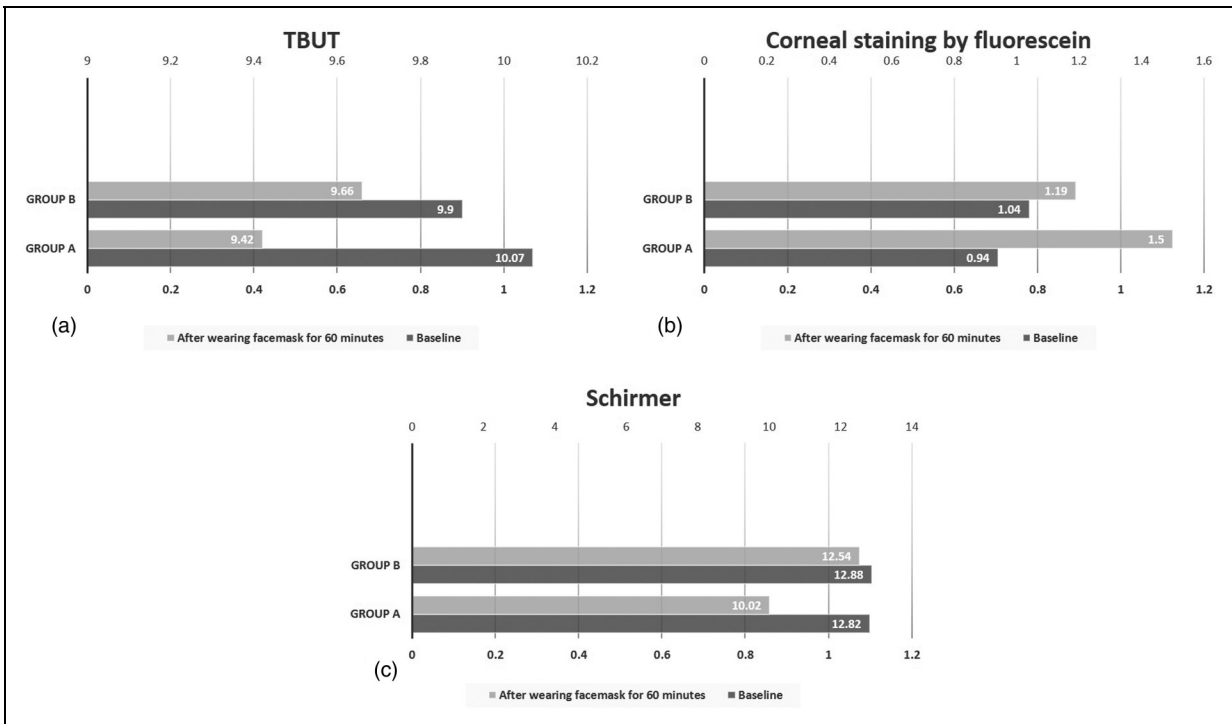 TBUT
9 9.2 9.4 9.6 9.8 10 10.2
GROUP B
9.66
9.9
GROUP A
9.42
10.07
0 0.2 0.4 0.6 0.8 1 1.2
(a)
After wearing facemask for 60 minutes Baseline
Corneal staining by fluorescein
0 0.2 0.4 0.6 0.8 1 1.2 1.4 1.6
GROUP B
1.19
1.04
GROUP A
1.5
0.94
0 0.2 0.4 0.6 0.8 1 1.2
(b)
After wearing facemask for 60 minutes Baseline
Schirmer
0 2 4 6 8 10 12 14
GROUP B
12.54
12.88
GROUP A
10.02
12.82
0 0.2 0.4 0.6 0.8 1 1.2
(c)
After wearing facemask for 60 minutes Baseline